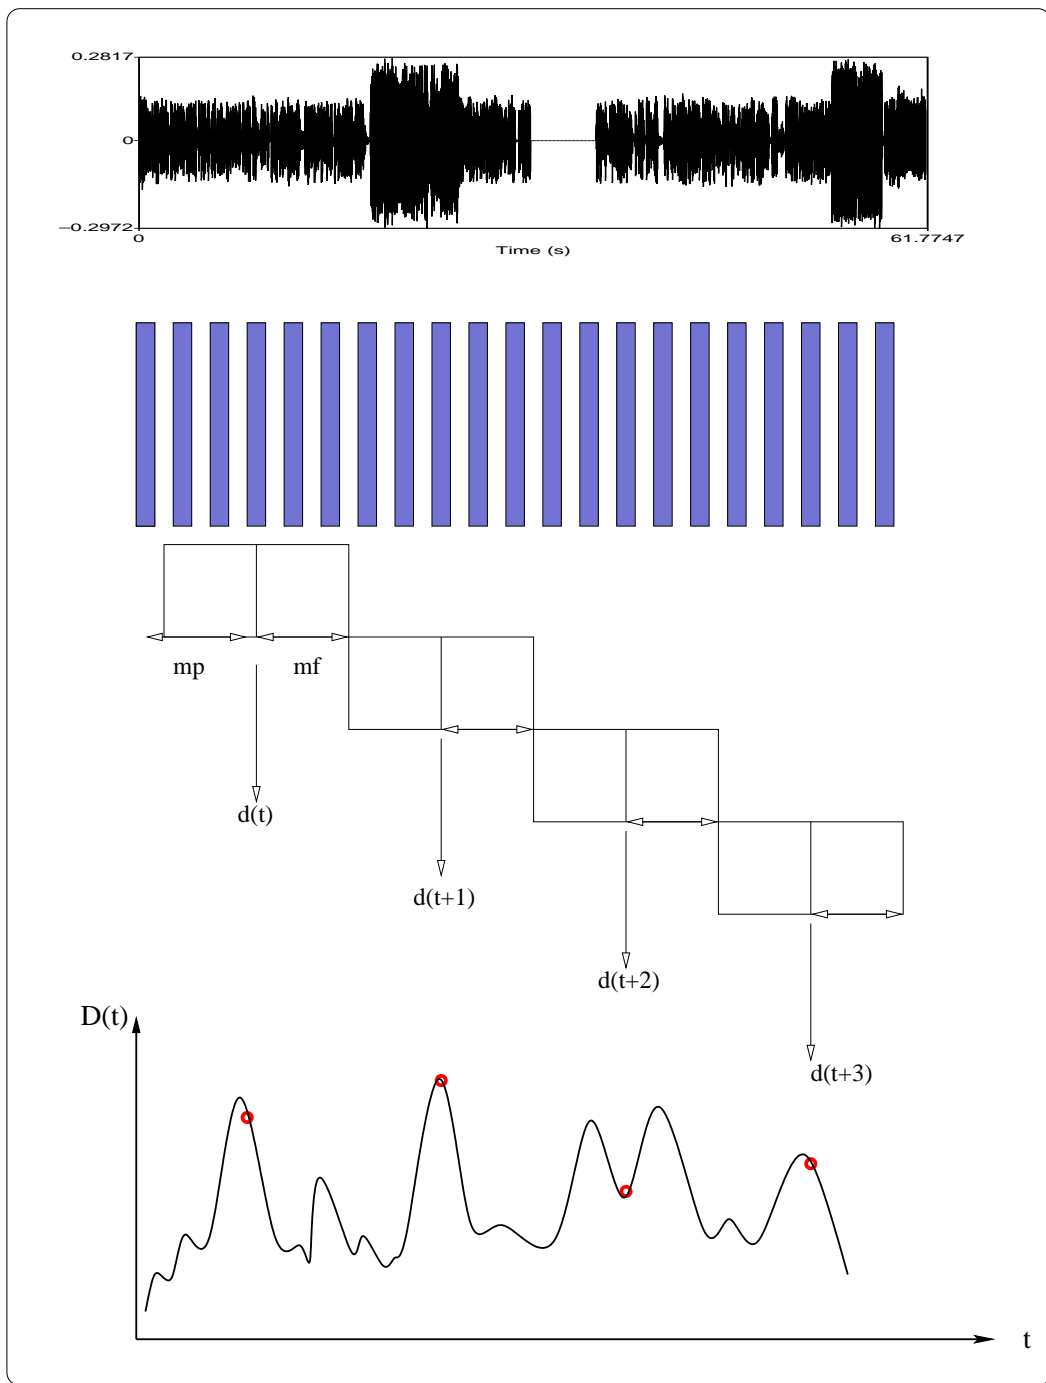 0.2817
0
−0.2972
0
61.7747
Time (s)
mp
mf
d(t)
d(t+1)
d(t+2)
d(t+3)
D(t)
t